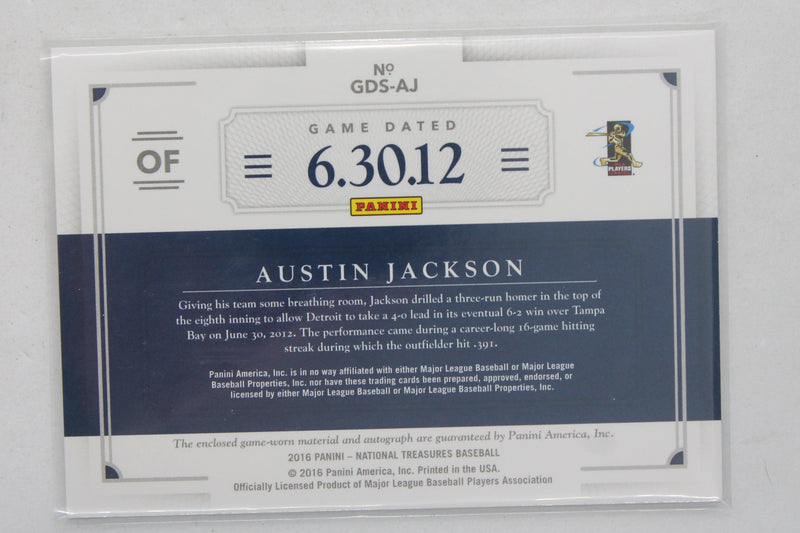 Nº
GDS-AJ
GAME DATED
OF
6.30.12
PLAYERS
PANINI
AUSTIN JACKSON
Giving his team some breathing room, Jackson drilled a three-run homer in the top of
the eighth inning to allow Detroit to take a 4-0 lead in its eventual 6-2 win over Tampa
Bay on June 30, 2012. The performance came during a career-long 16-game hitting
streak during which the outfielder hit .391.
Panini America, Inc. is in no way affiliated with either Major League Baseball or Major League
Baseball Properties, Inc. nor have these trading cards been prepared, approved, endorsed, or
licensed by either Major League Baseball or Major League Baseball Properties, Inc.
The enclosed game-worn material and autograph are guaranteed by Panini America, Inc.
2016 PANINI – NATIONAL TREASURES BASEBALL
© 2016 Panini America, Inc. Printed in the USA.
Officially Licensed Product of Major League Baseball Players Association